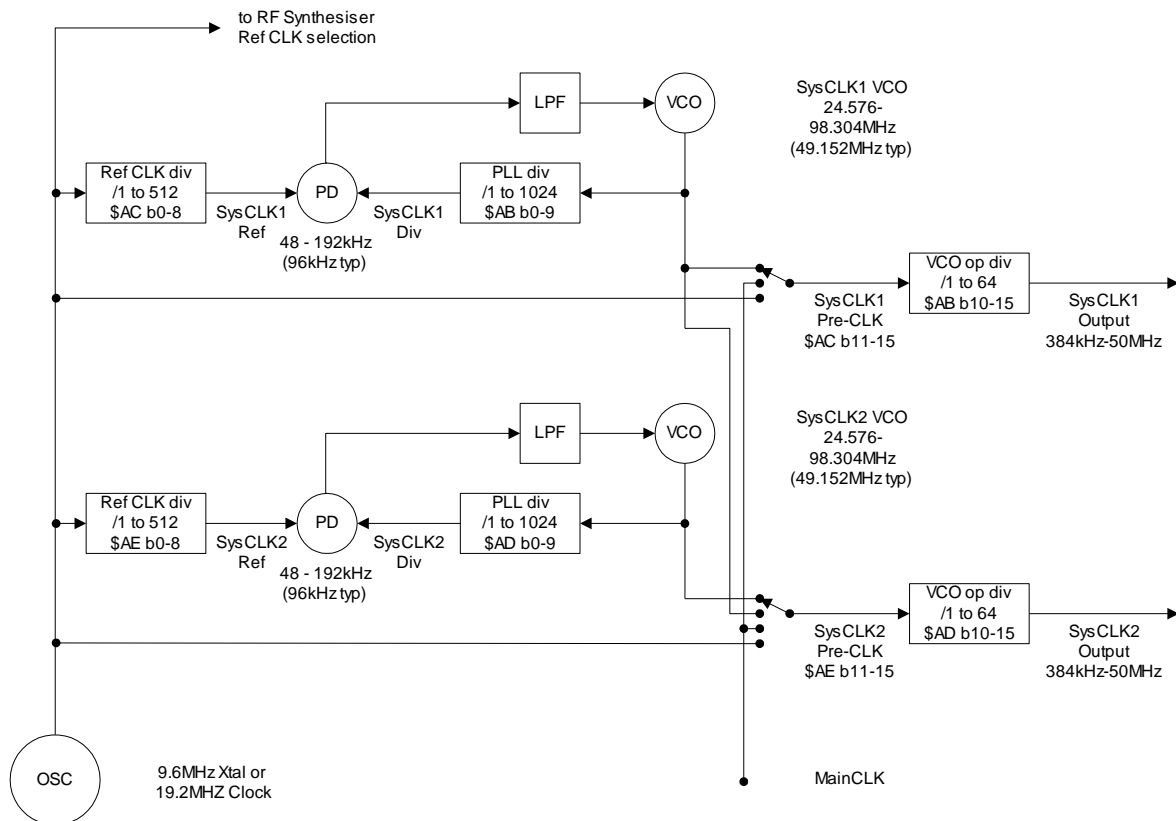 to RF Synthesiser
Ref CLK selection
LPF
VCO
SysCLK1 VCO
24.576-
98.304MHz
(49.152MHz typ)
Ref CLK div
/1 to 512
$AC b0-8
SysCLK1
Ref
PD
48 - 192kHz
(96kHz typ)
SysCLK1
Div
PLL div
/1 to 1024
$AB b0-9
SysCLK1
Pre-CLK
$AC b11-15
VCO op div
/1 to 64
$AB b10-15
SysCLK1
Output
384kHz-50MHz
LPF
VCO
SysCLK2 VCO
24.576-
98.304MHz
(49.152MHz typ)
Ref CLK div
/1 to 512
$AE b0-8
SysCLK2
Ref
PD
48 - 192kHz
(96kHz typ)
SysCLK2
Div
PLL div
/1 to 1024
$AD b0-9
SysCLK2
Pre-CLK
$AE b11-15
VCO op div
/1 to 64
$AD b10-15
SysCLK2
Output
384kHz-50MHz
OSC
9.6MHz Xtal or
19.2MHZ Clock
MainCLK